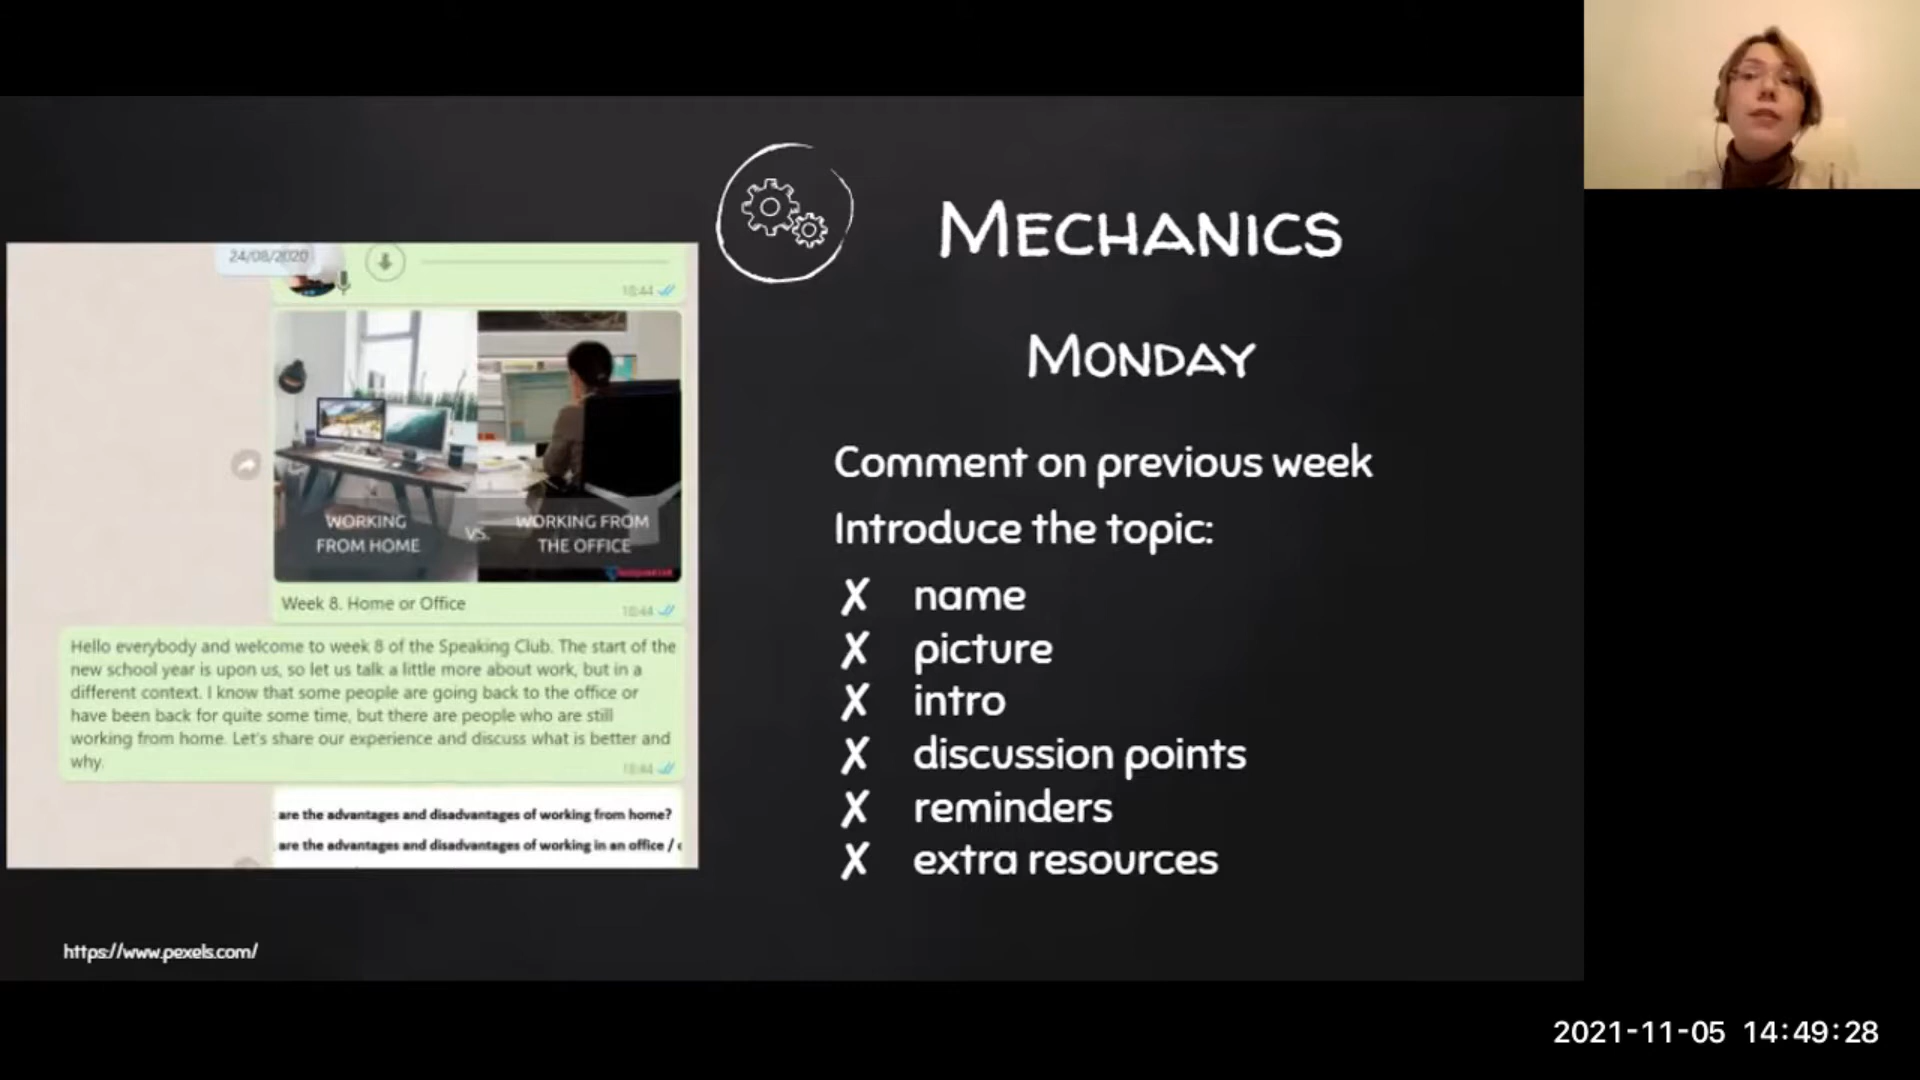 MECHANICS
MONDAY
Comment on previous week
Introduce the topic:
✗ name
✗ picture
✗ intro
✗ discussion points
✗ reminders
✗ extra resources
24/08/2020
18:44
WORKING FROM HOME
VS.
WORKING FROM THE OFFICE
Week 8. Home or Office
18:44
Hello everybody and welcome to week 8 of the Speaking Club. The start of the
new school year is upon us, so let us talk a little more about work, but in a
different context. I know that some people are going back to the office or
have been back for quite some time, but there are people who are still
working from home. Let's share our experience and discuss what is better and
why.
18:44
are the advantages and disadvantages of working from home?
are the advantages and disadvantages of working in an office /
https://www.pexels.com/
2021-11-05 14:49:28